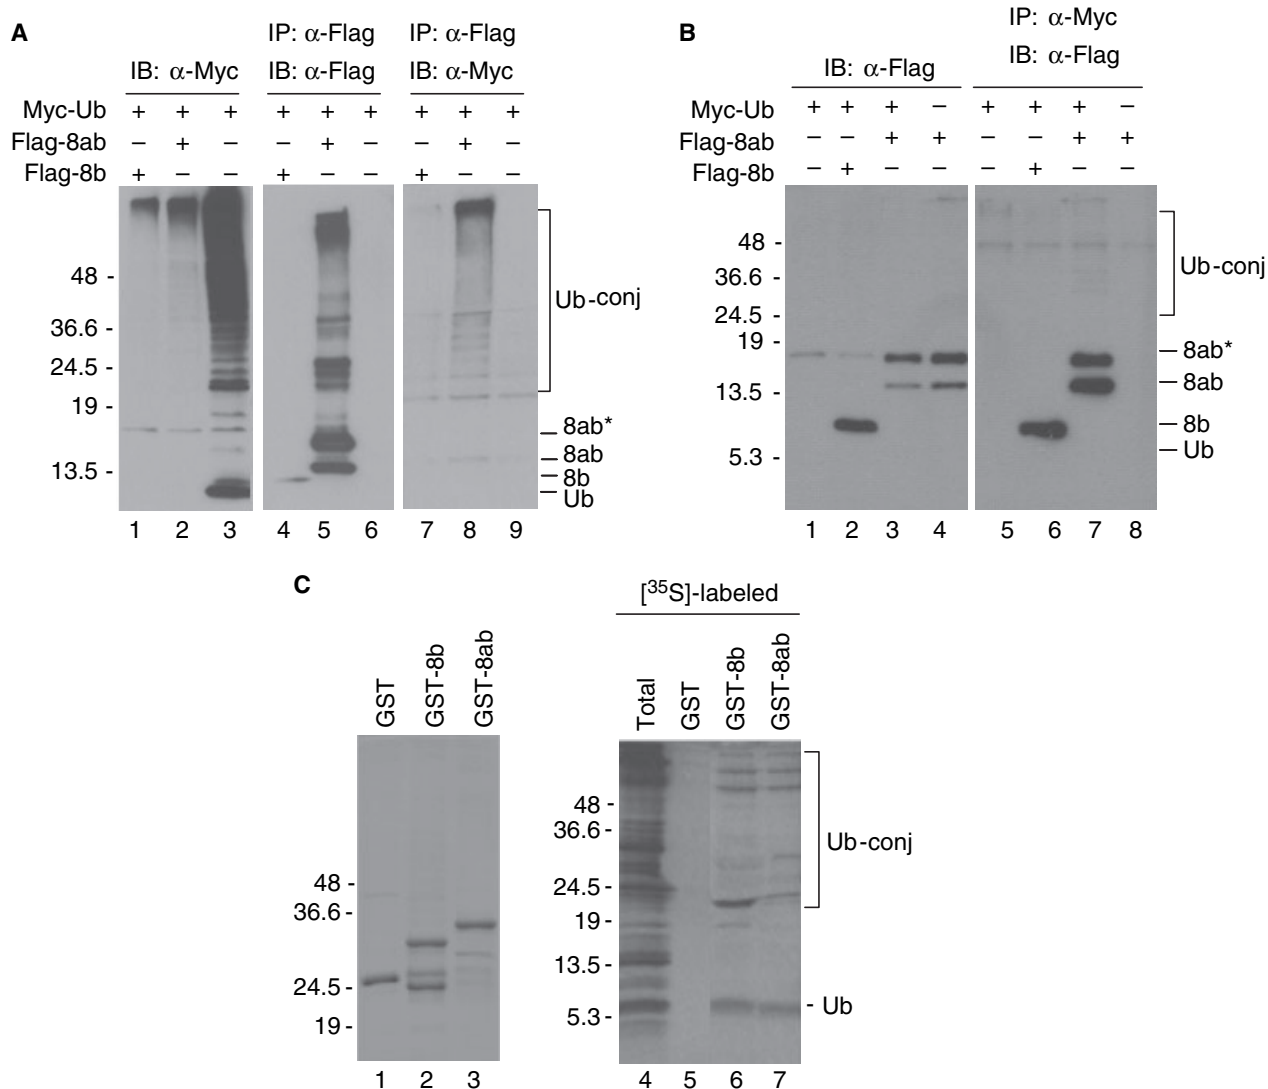 A
IP: α-Flag IP: α-Flag
IB: α-Myc IB: α-Flag IB: α-Myc
Myc-Ub + + + + + + + + +
Flag-8ab – + – – + – – + –
Flag-8b + – – + – – + – –
48 -
36.6 -
24.5 -
19 -
13.5 -
Ub-conj
8ab*
8ab
8b
Ub
1 2 3 4 5 6 7 8 9
B
IP: α-Myc
IB: α-Flag IB: α-Flag
Myc-Ub + + + – + + + –
Flag-8ab – – + + – – + +
Flag-8b – + – – – + – –
48 -
36.6 -
24.5 -
19 -
13.5 -
5.3 -
Ub-conj
8ab*
8ab
8b
Ub
1 2 3 4 5 6 7 8
C
[35S]-labeled
GST GST-8b GST-8ab
Total GST GST-8b GST-8ab
48 -
36.6 -
24.5 -
19 -
1 2 3
48 -
36.6 -
24.5 -
19 -
13.5 -
5.3 -
Ub-conj
- Ub
4 5 6 7